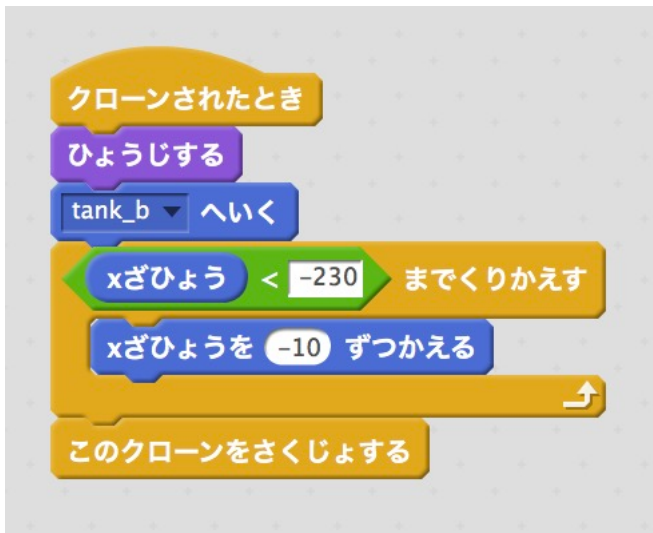 クローンされたとき
ひょうじする
tank_b へいく
xざひょう < -230 までくりかえす
xざひょうを -10 ずつかえる
このクローンをさくじょする